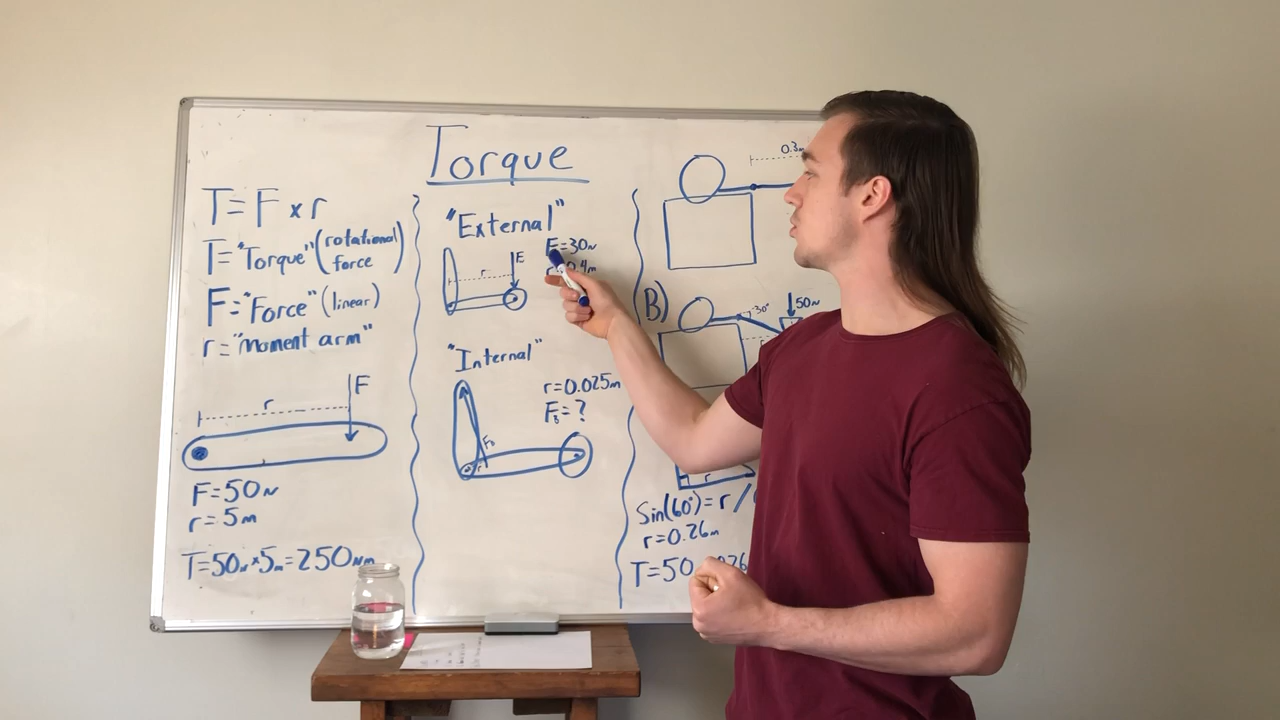 Torque
T = F x r
T = "Torque" (rotational force)
F = "Force" (linear)
r = "moment arm"
r
F
F = 50N
r = 5m
T = 50N x 5m = 250Nm
"External"
F = 30N
.4m
r
F
"Internal"
r = 0.025m
FB = ?
FB
r
0.3m
B)
30°
50N
r
Sin(60°) = r /
r = 0.26m
T = 50